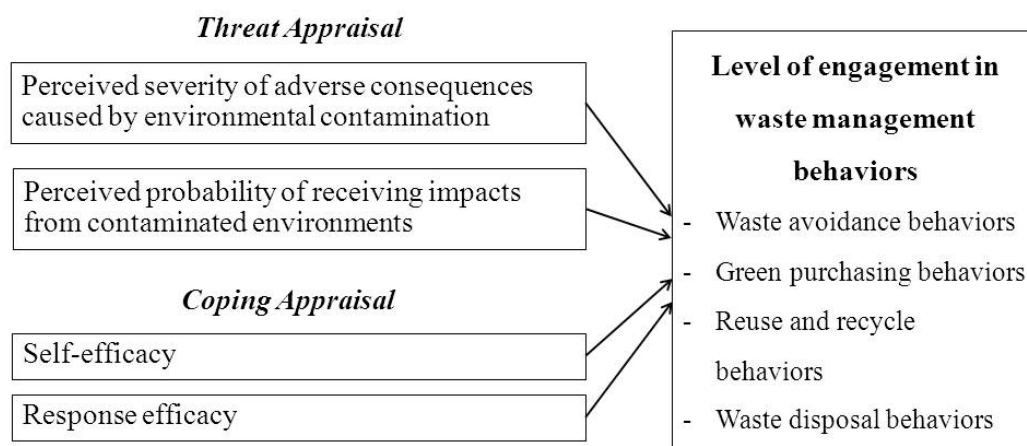 Threat Appraisal
Perceived severity of adverse consequences
caused by environmental contamination
Perceived probability of receiving impacts
from contaminated environments
Coping Appraisal
Self-efficacy
Response efficacy
Level of engagement in
waste management
behaviors
- Waste avoidance behaviors
- Green purchasing behaviors
- Reuse and recycle
behaviors
- Waste disposal behaviors